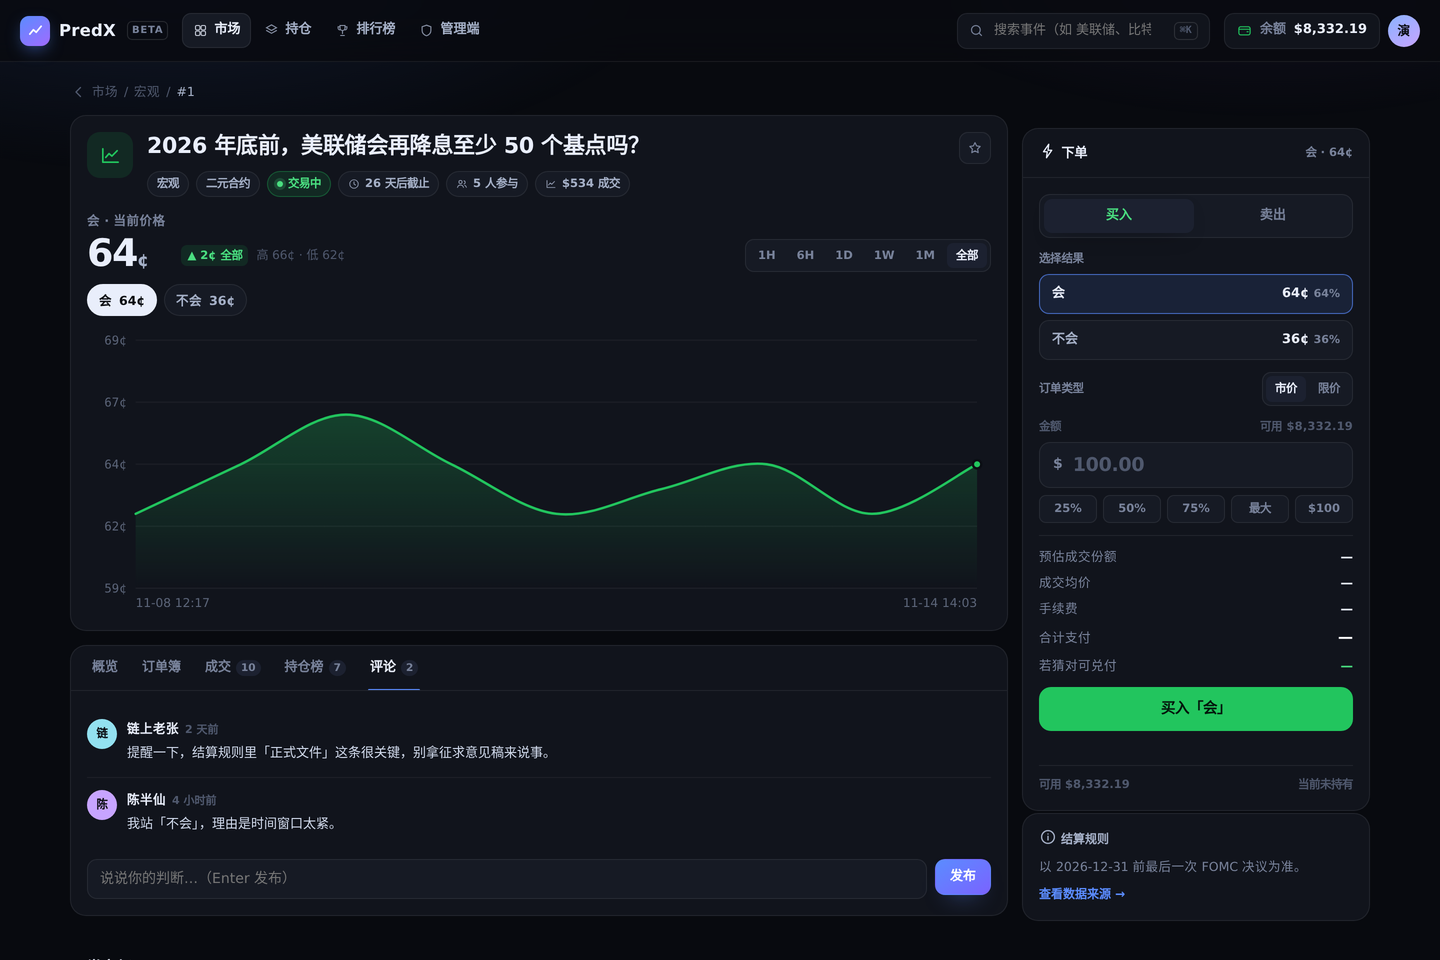 PredX BETA 市场 持仓 排行榜 管理端 搜索事件（如 美联储、比特 ⌘K 余额 $8,332.19 演
市场 / 宏观 / #1
2026 年底前，美联储会再降息至少 50 个基点吗？
宏观 二元合约 交易中 26 天后截止 5 人参与 $534 成交
会 · 当前价格
64¢ ▲ 2¢ 全部 高 66¢ · 低 62¢ 1H 6H 1D 1W 1M 全部
会 64¢ 不会 36¢
69¢
67¢
64¢
62¢
59¢
11-08 12:17 11-14 14:03
概览 订单簿 成交 10 持仓榜 7 评论 2
链 链上老张 2 天前
提醒一下，结算规则里「正式文件」这条很关键，别拿征求意见稿来说事。
陈 陈半仙 4 小时前
我站「不会」，理由是时间窗口太紧。
说说你的判断…（Enter 发布） 发布
下单 会 · 64¢
买入 卖出
选择结果
会 64¢ 64%
不会 36¢ 36%
订单类型 市价 限价
金额 可用 $8,332.19
$ 100.00
25% 50% 75% 最大 $100
预估成交份额 —
成交均价 —
手续费 —
合计支付 —
若猜对可兑付 —
买入「会」
可用 $8,332.19 当前未持有
结算规则
以 2026-12-31 前最后一次 FOMC 决议为准。
查看数据来源 →